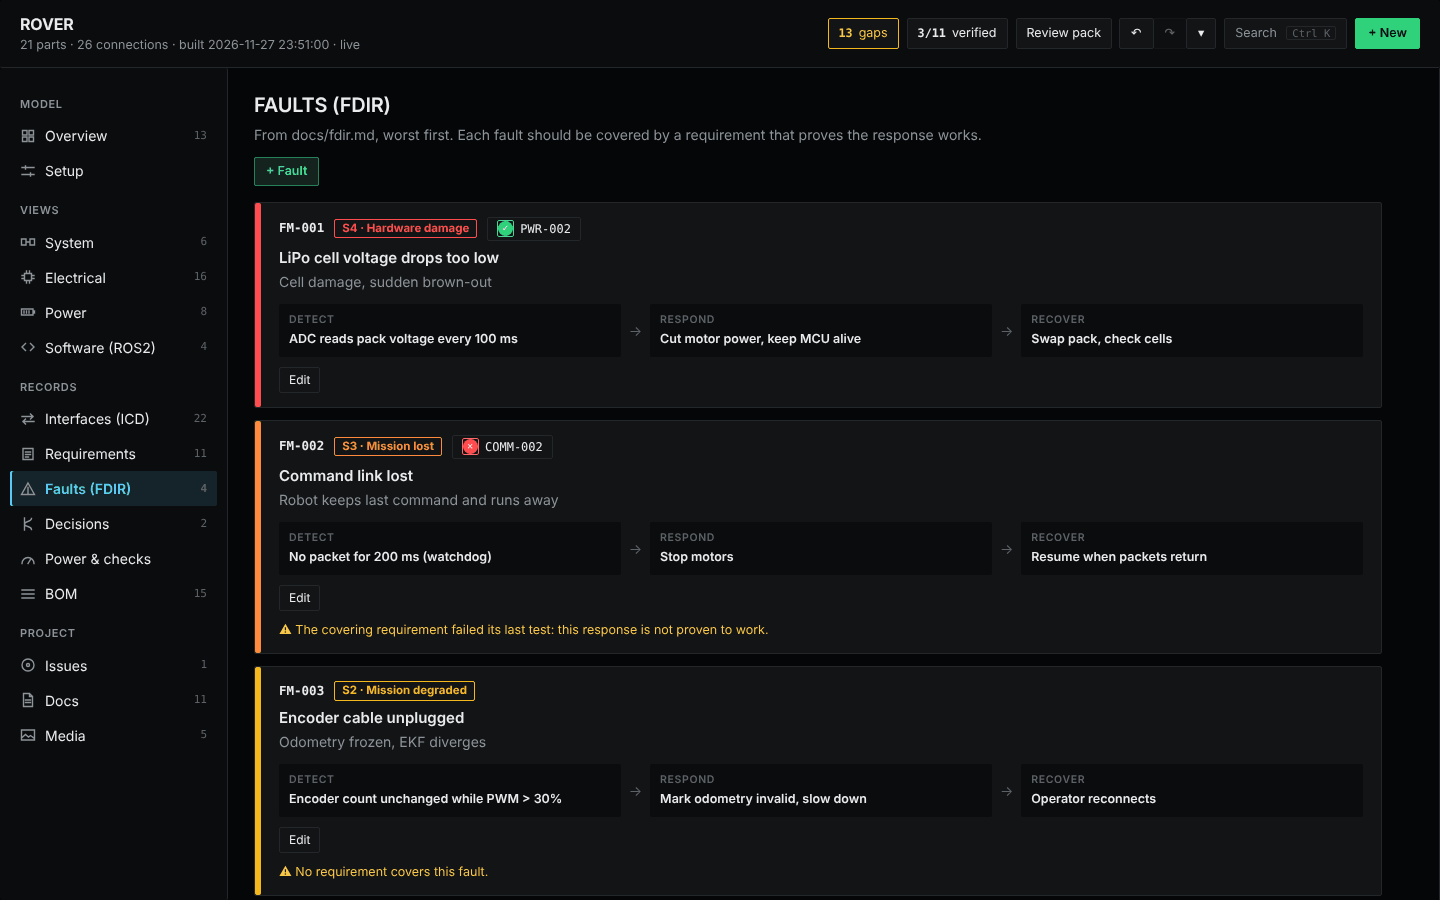 ROVER
21 parts · 26 connections · built 2026-11-27 23:51:00 · live
13 gaps
3/11 verified
Review pack
↶
↷
▾
Search Ctrl K
+ New
MODEL
Overview 13
Setup
VIEWS
System 6
Electrical 16
Power 8
Software (ROS2) 4
RECORDS
Interfaces (ICD) 22
Requirements 11
Faults (FDIR) 4
Decisions 2
Power & checks
BOM 15
PROJECT
Issues 1
Docs 11
Media 5
FAULTS (FDIR)
From docs/fdir.md, worst first. Each fault should be covered by a requirement that proves the response works.
+ Fault
FM-001 S4 · Hardware damage ✓ PWR-002
LiPo cell voltage drops too low
Cell damage, sudden brown-out
DETECT
ADC reads pack voltage every 100 ms
→
RESPOND
Cut motor power, keep MCU alive
→
RECOVER
Swap pack, check cells
Edit
FM-002 S3 · Mission lost ✕ COMM-002
Command link lost
Robot keeps last command and runs away
DETECT
No packet for 200 ms (watchdog)
→
RESPOND
Stop motors
→
RECOVER
Resume when packets return
Edit
⚠ The covering requirement failed its last test: this response is not proven to work.
FM-003 S2 · Mission degraded
Encoder cable unplugged
Odometry frozen, EKF diverges
DETECT
Encoder count unchanged while PWM > 30%
→
RESPOND
Mark odometry invalid, slow down
→
RECOVER
Operator reconnects
Edit
⚠ No requirement covers this fault.